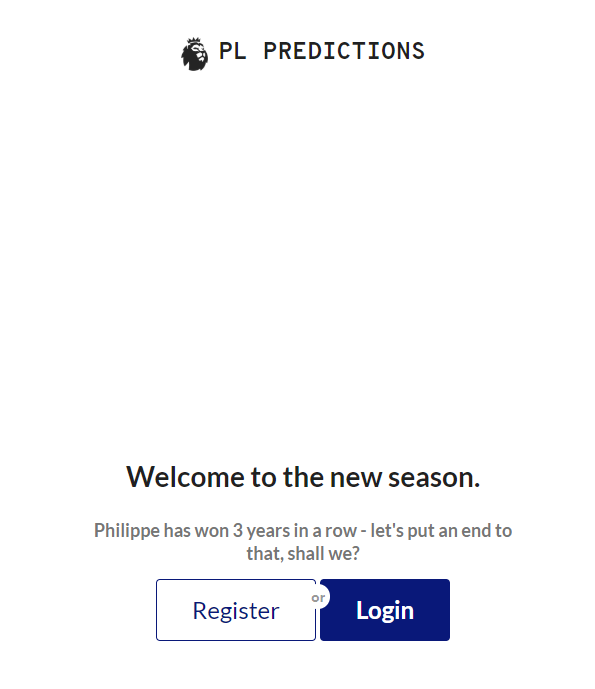 PL PREDICTIONS
Welcome to the new season.
Philippe has won 3 years in a row - let's put an end to
that, shall we?
Register or Login